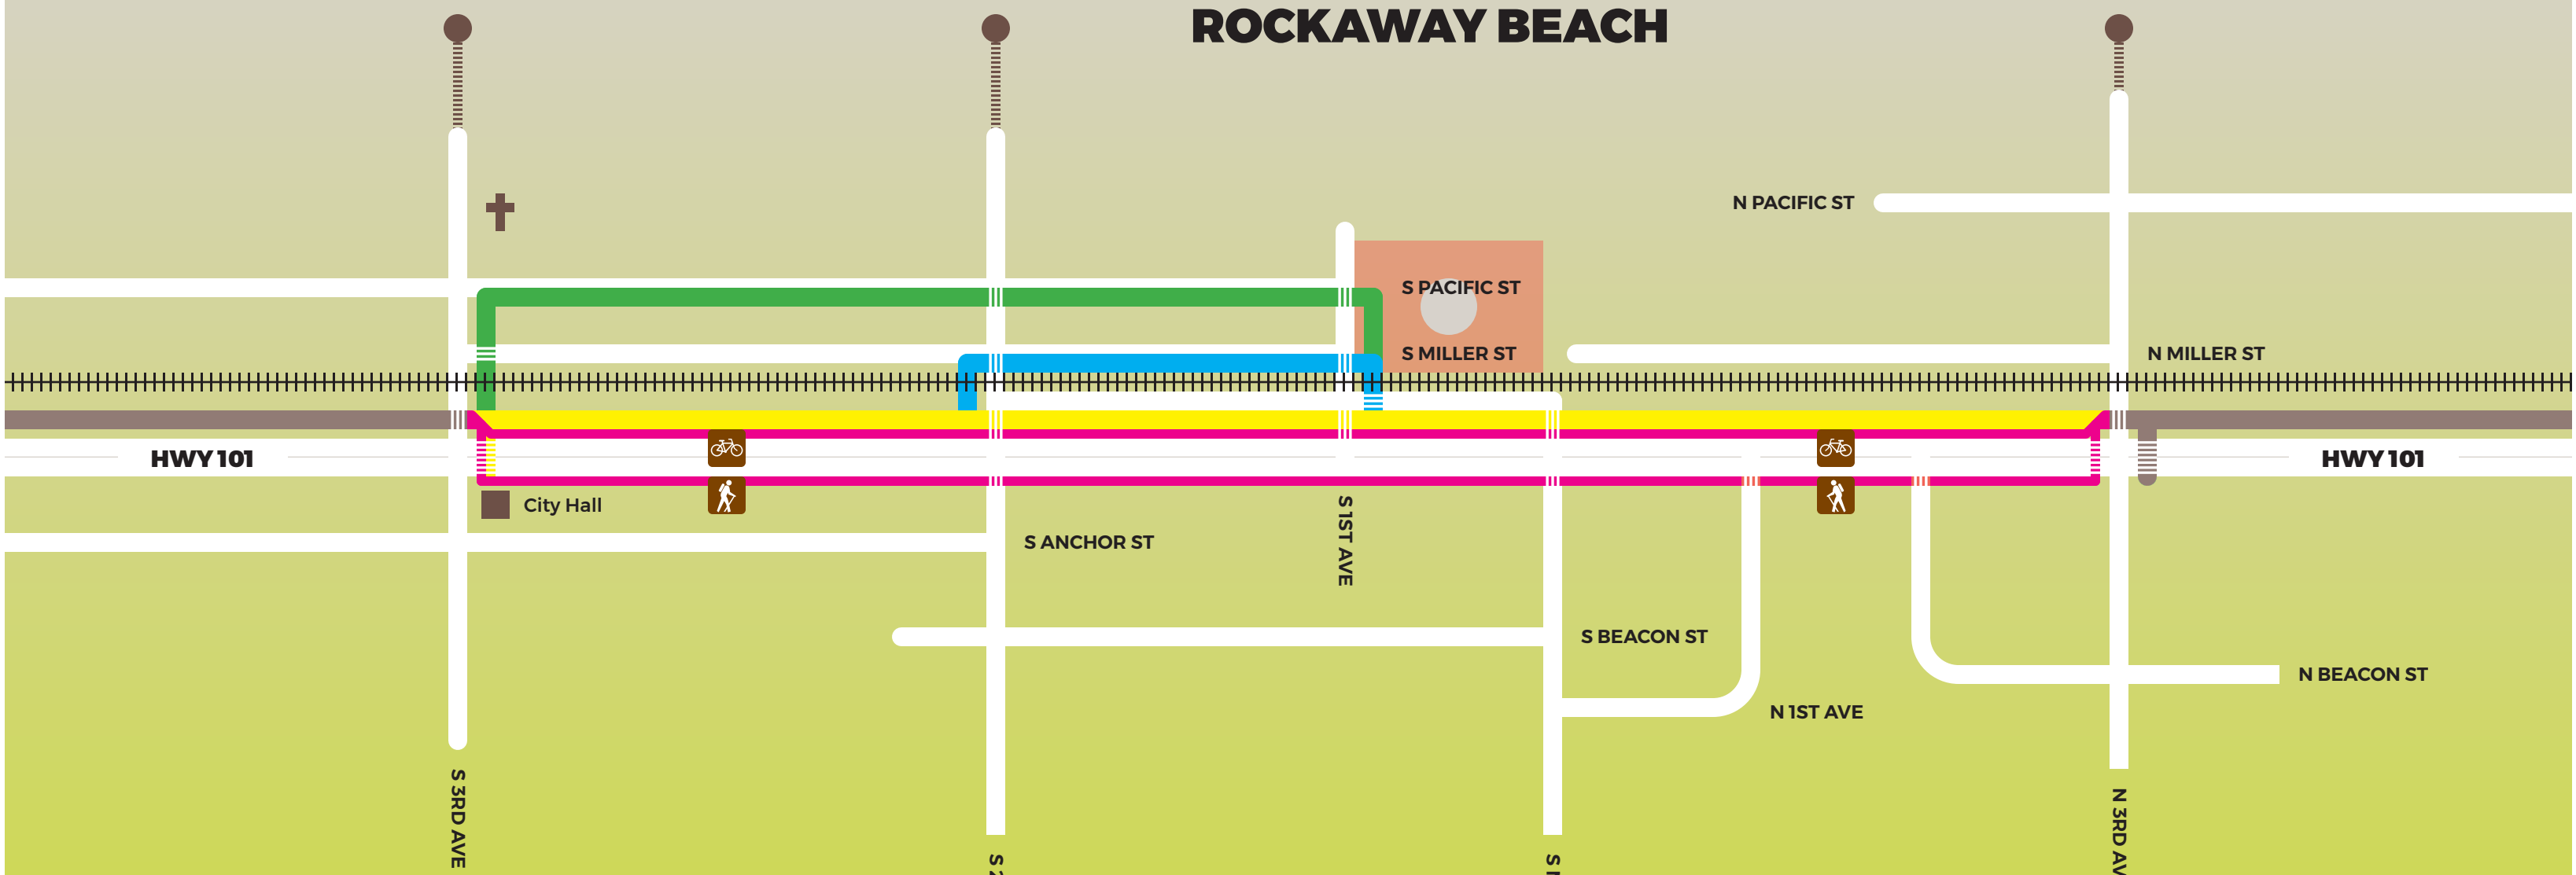 ROCKAWAY BEACH
N PACIFIC ST
S PACIFIC ST
S MILLER ST
N MILLER ST
HWY 101
HWY 101
City Hall
S ANCHOR ST
S 1ST AVE
S BEACON ST
N BEACON ST
N 1ST AVE
S 3RD AVE
S
S
N 3RD